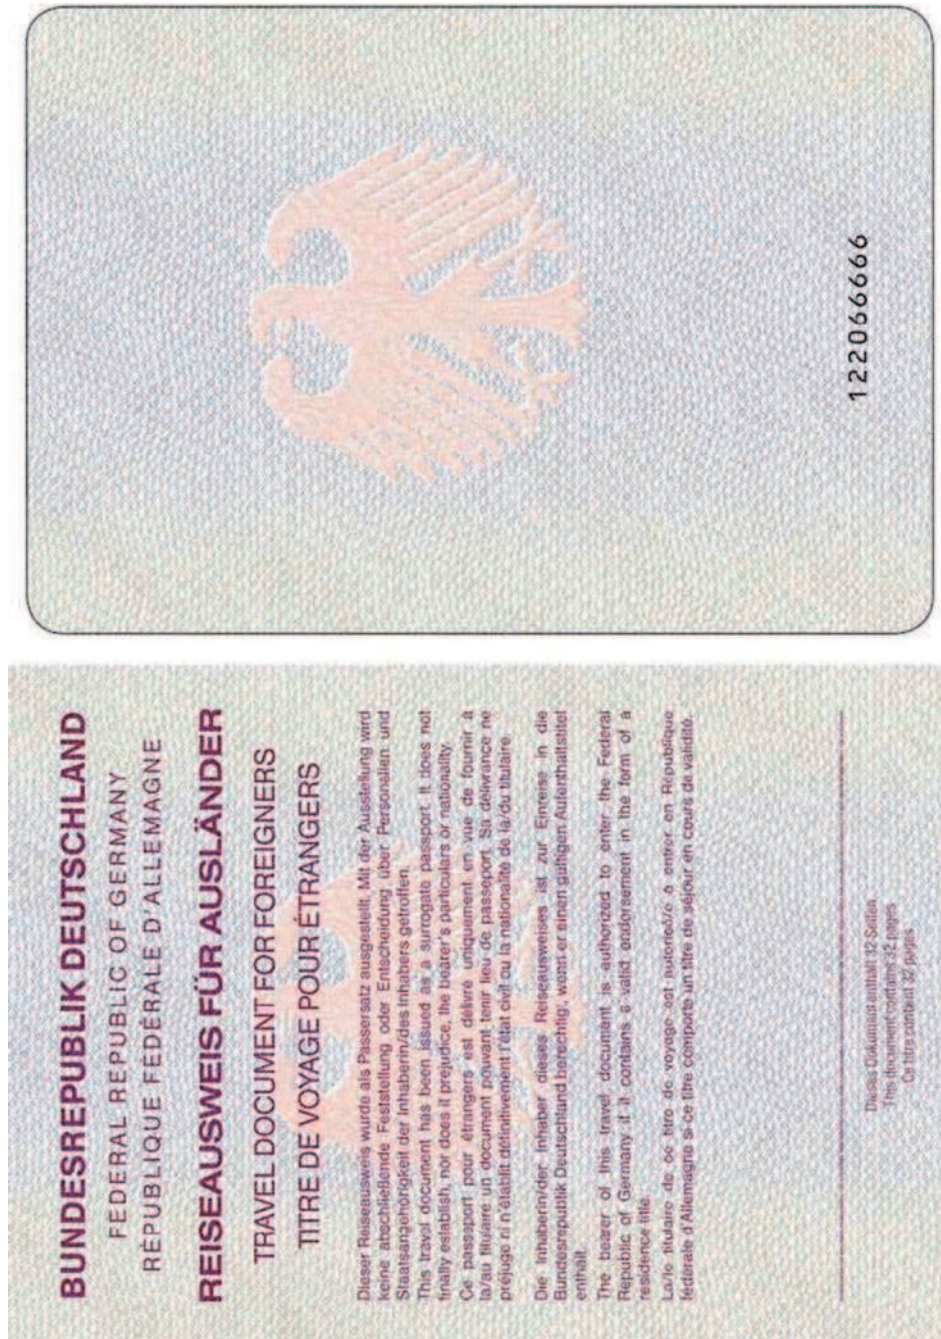 BUNDESREPUBLIK DEUTSCHLAND
FEDERAL REPUBLIC OF GERMANY
RÉPUBLIQUE FÉDÉRALE D'ALLEMAGNE
REISEAUSWEIS FÜR AUSLÄNDER
TRAVEL DOCUMENT FOR FOREIGNERS
TITRE DE VOYAGE POUR ÉTRANGERS
Dieser Reiseausweis wurde als Passersatz ausgestellt. Mit der Ausstellung wird
keine abschließende Feststellung oder Entscheidung über Personalien und
Staatsangehörigkeit der Inhaberin/des Inhabers getroffen.
This travel document has been issued as a surrogate passport. It does not
finally establish, nor does it prejudice, the bearer's particulars or nationality.
Ce passeport pour étrangers est délivré uniquement en vue de fournir à
la/au titulaire un document pouvant tenir lieu de passeport. Sa délivrance ne
préjuge ni n'établit définitivement l'état civil ou la nationalité de la/du titulaire.
Die Inhaberin/der Inhaber dieses Reiseausweises ist zur Einreise in die
Bundesrepublik Deutschland berechtigt, wenn er einen gültigen Aufenthaltstitel
enthält.
The bearer of this travel document is authorized to enter the Federal
Republic of Germany if it contains a valid endorsement in the form of a
residence title.
La/le titulaire de ce titre de voyage est autorisé/e à entrer en République
fédérale d'Allemagne si ce titre comporte un titre de séjour en cours de validité.
Dieses Dokument enthält 32 Seiten
This document contains 32 pages
Ce titre contient 32 pages
122066666